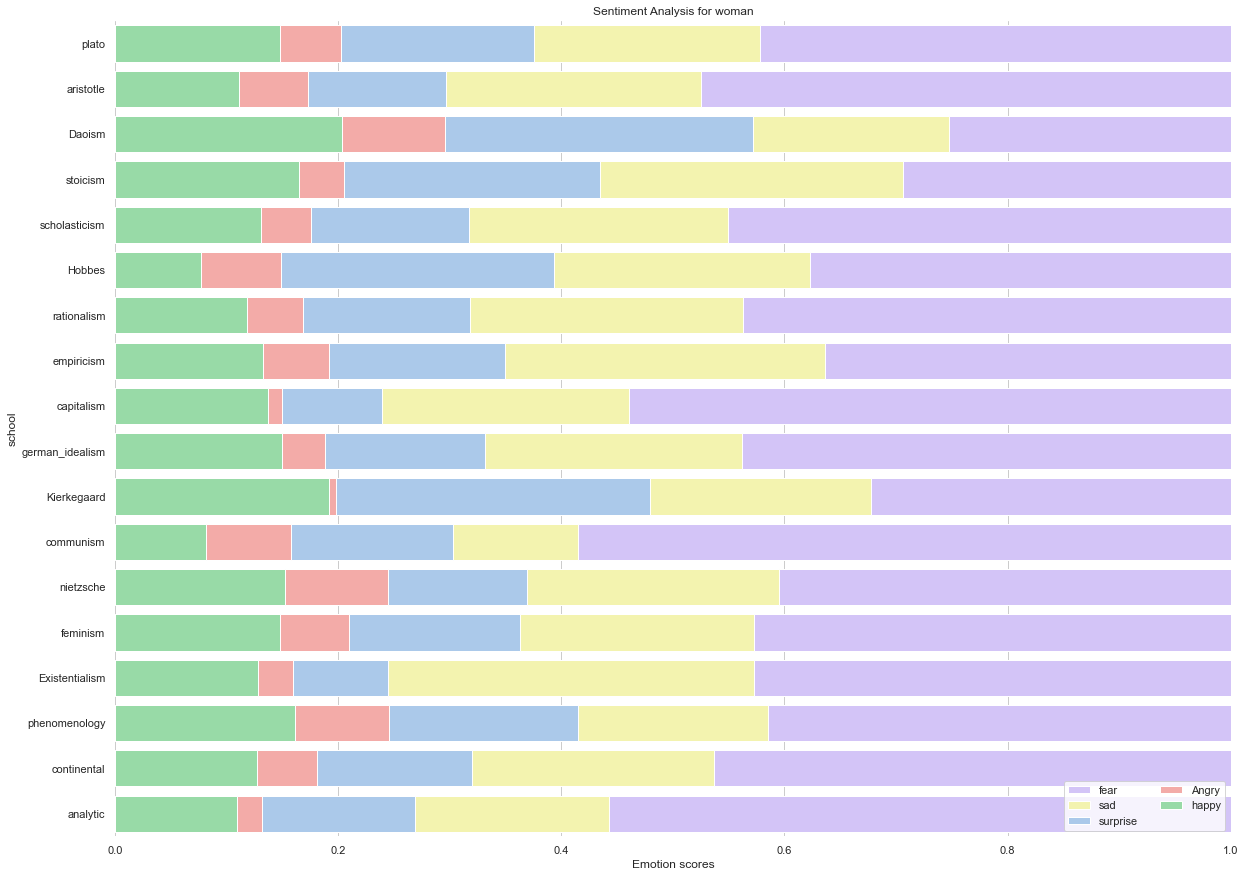 Sentiment Analysis for woman
plato
aristotle
Daoism
stoicism
scholasticism
Hobbes
rationalism
empiricism
capitalism
german_idealism
Kierkegaard
communism
nietzsche
feminism
Existentialism
phenomenology
continental
analytic
school
fear
sad
surprise
Angry
happy
0.0 0.2 0.4 0.6 0.8 1.0
Emotion scores